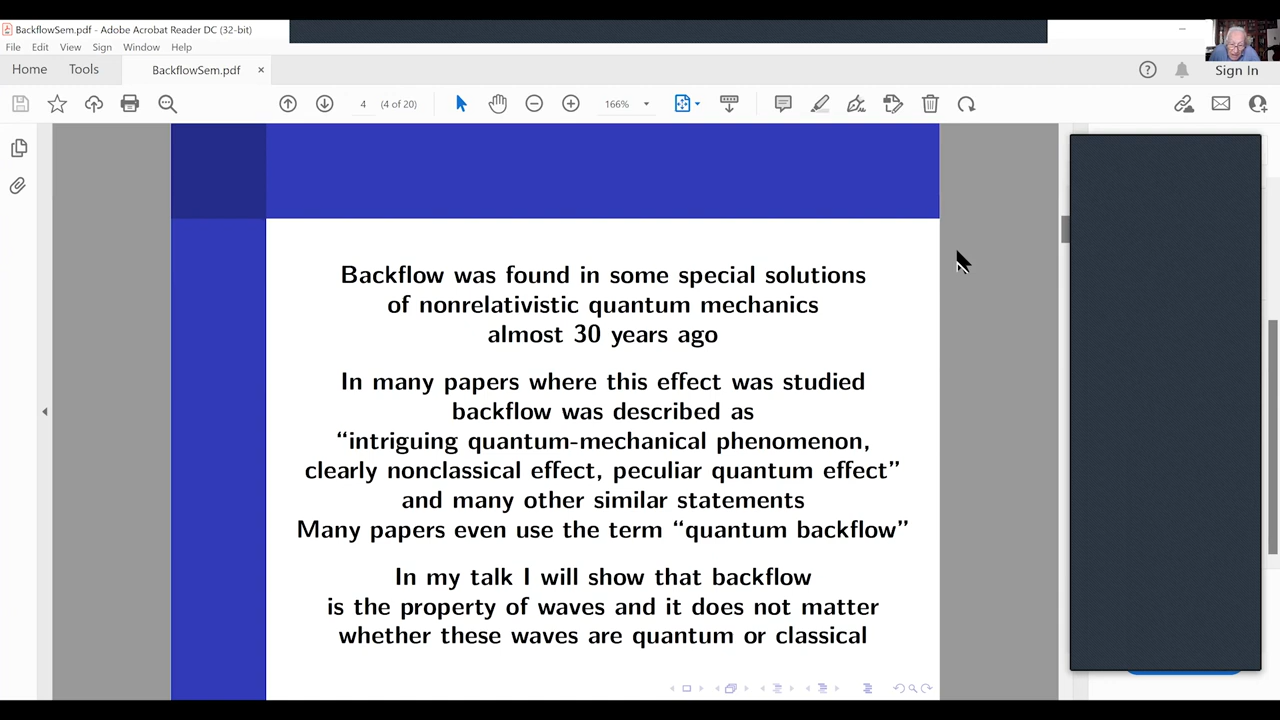 BackflowSem.pdf - Adobe Acrobat Reader DC (32-bit)
File Edit View Sign Window Help
Home Tools BackflowSem.pdf × Sign In
4 (4 of 20) 166%
Backflow was found in some special solutions
of nonrelativistic quantum mechanics
almost 30 years ago
In many papers where this effect was studied
backflow was described as
“intriguing quantum-mechanical phenomenon,
clearly nonclassical effect, peculiar quantum effect”
and many other similar statements
Many papers even use the term “quantum backflow”
In my talk I will show that backflow
is the property of waves and it does not matter
whether these waves are quantum or classical